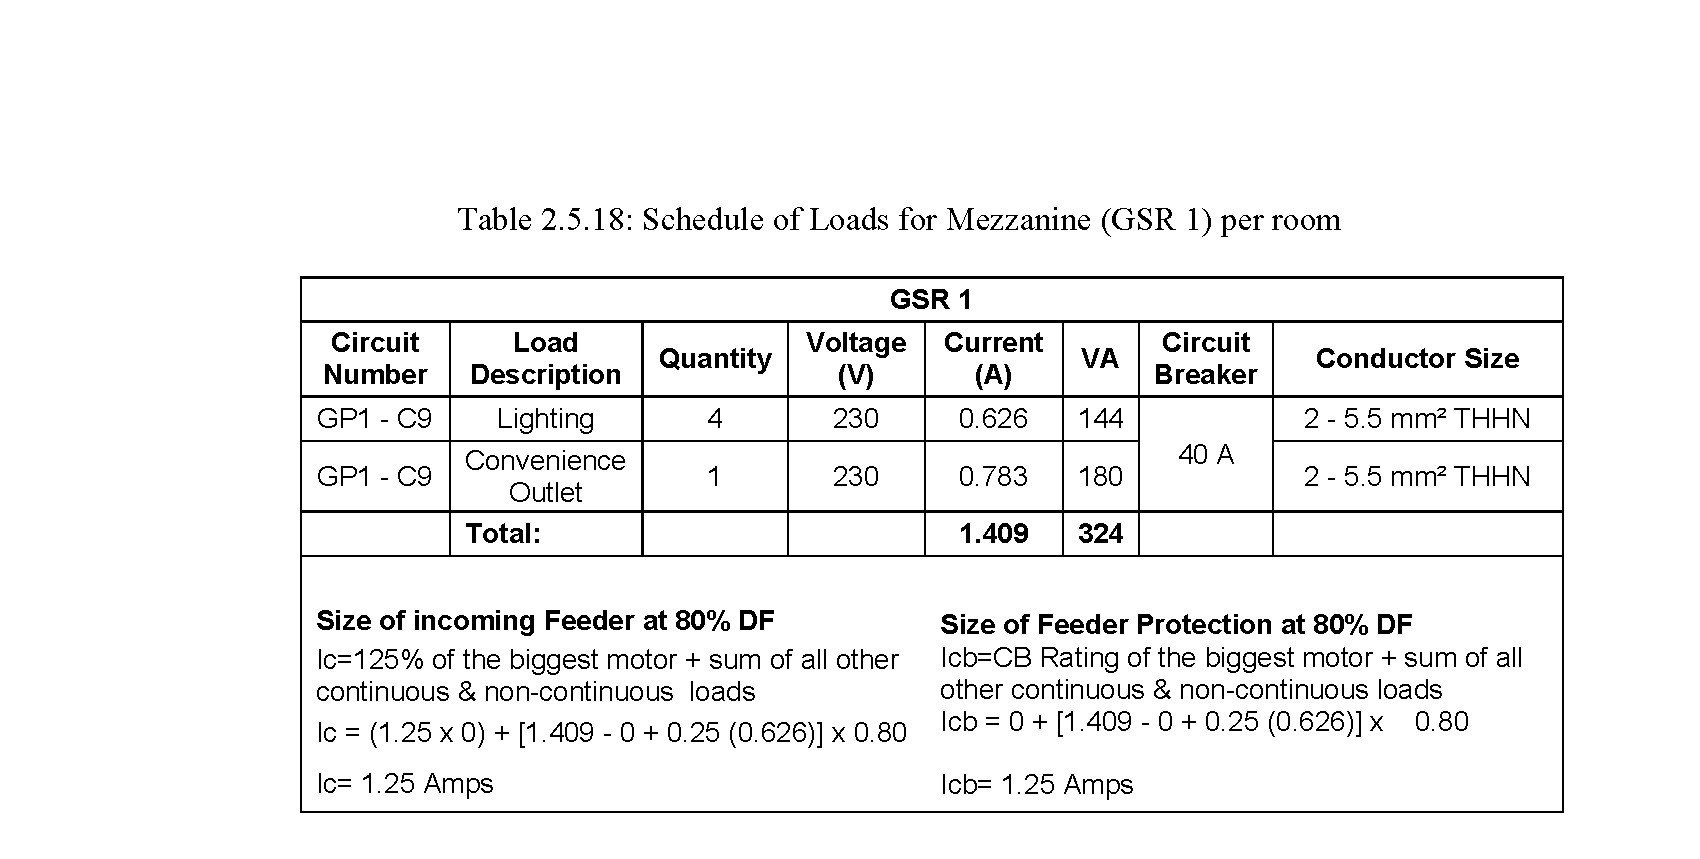 Table 2.5.18: Schedule of Loads for Mezzanine (GSR 1) per room
GSR 1
Circuit Number | Load Description | Quantity | Voltage (V) | Current (A) | VA | Circuit Breaker | Conductor Size
GP1 - C9 | Lighting | 4 | 230 | 0.626 | 144 | 40 A | 2 - 5.5 mm² THHN
GP1 - C9 | Convenience Outlet | 1 | 230 | 0.783 | 180 | 2 - 5.5 mm² THHN
Total: | 1.409 | 324
Size of incoming Feeder at 80% DF
Ic=125% of the biggest motor + sum of all other
continuous & non-continuous loads
Ic = (1.25 x 0) + [1.409 - 0 + 0.25 (0.626)] x 0.80
Ic= 1.25 Amps
Size of Feeder Protection at 80% DF
Icb=CB Rating of the biggest motor + sum of all
other continuous & non-continuous loads
Icb = 0 + [1.409 - 0 + 0.25 (0.626)] x 0.80
Icb= 1.25 Amps